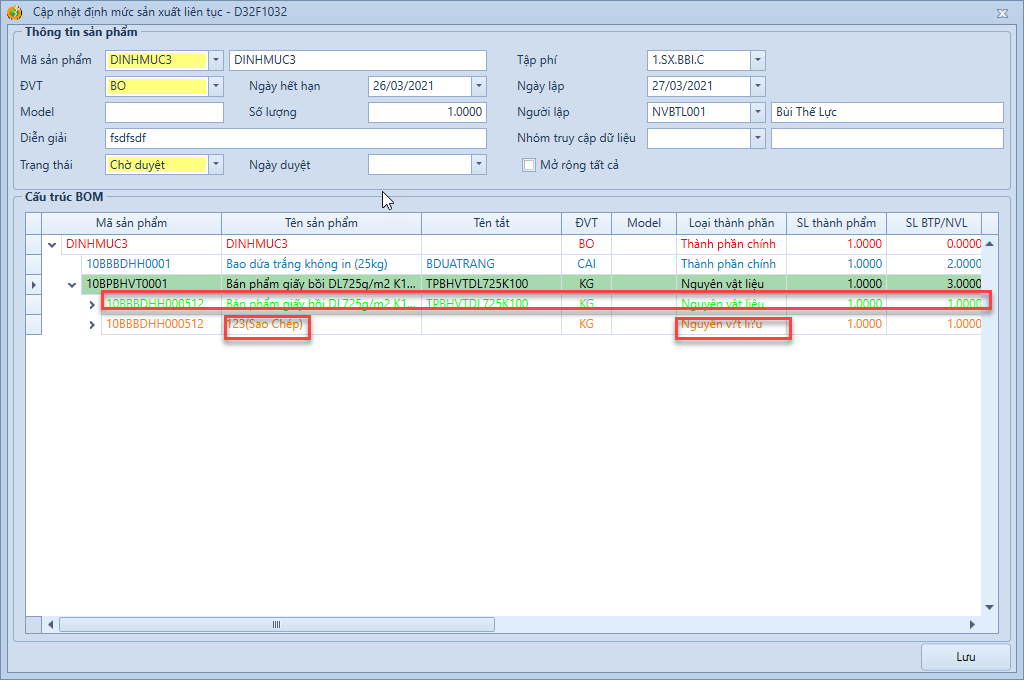 Cập nhật định mức sản xuất liên tục - D32F1032
Thông tin sản phẩm
Mã sản phẩm DINHMUC3 DINHMUC3 Tập phí 1.SX.BBI.C
ĐVT BO Ngày hết hạn 26/03/2021 Ngày lập 27/03/2021
Model Số lượng 1.0000 Người lập NVBTL001 Bùi Thế Lực
Diễn giải fsdfsdf Nhóm truy cập dữ liệu
Trạng thái Chờ duyệt Ngày duyệt Mở rộng tất cả
Cấu trúc BOM
Mã sản phẩm Tên sản phẩm Tên tắt ĐVT Model Loại thành phần SL thành phẩm SL BTP/NVL
DINHMUC3 DINHMUC3 BO Thành phần chính 1.0000 0.0000
10BBBDHH0001 Bao dứa trắng không in (25kg) BDUATRANG CAI Thành phần chính 1.0000 2.0000
10BPBHVT0001 Bán phẩm giấy bồi DL725g/m2 K1... TPBHVTDL725K100 KG Nguyên vật liệu 1.0000 3.0000
10BBBDHH000512 Bán phẩm giấy bồi DL725g/m2 K1... TPBHVTDL725K100 KG Nguyên vật liệu 1.0000 1.0000
10BBBDHH000512 123(Sao Chép) KG Nguyên v?t li?u 1.0000 1.0000
Lưu